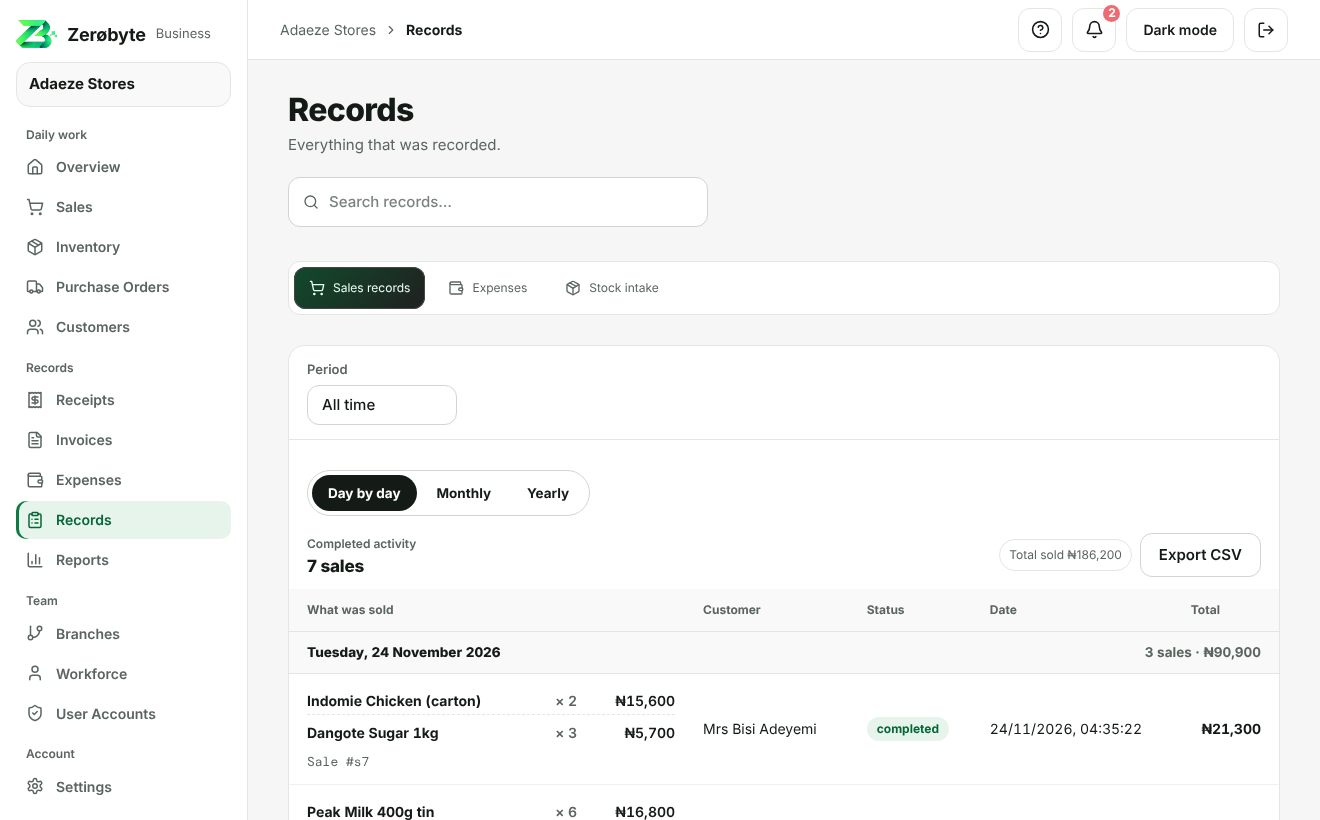 Zerøbyte Business
Adaeze Stores
Daily work
Overview
Sales
Inventory
Purchase Orders
Customers
Records
Receipts
Invoices
Expenses
Records
Reports
Team
Branches
Workforce
User Accounts
Account
Settings
Adaeze Stores > Records
2
Dark mode
Records
Everything that was recorded.
Search records...
Sales records Expenses Stock intake
Period
All time
Day by day Monthly Yearly
Completed activity
7 sales
Total sold ₦186,200 Export CSV
What was sold Customer Status Date Total
Tuesday, 24 November 2026 3 sales · ₦90,900
Indomie Chicken (carton) × 2 ₦15,600
Dangote Sugar 1kg × 3 ₦5,700
Sale #s7
Mrs Bisi Adeyemi completed 24/11/2026, 04:35:22 ₦21,300
Peak Milk 400g tin × 6 ₦16,800